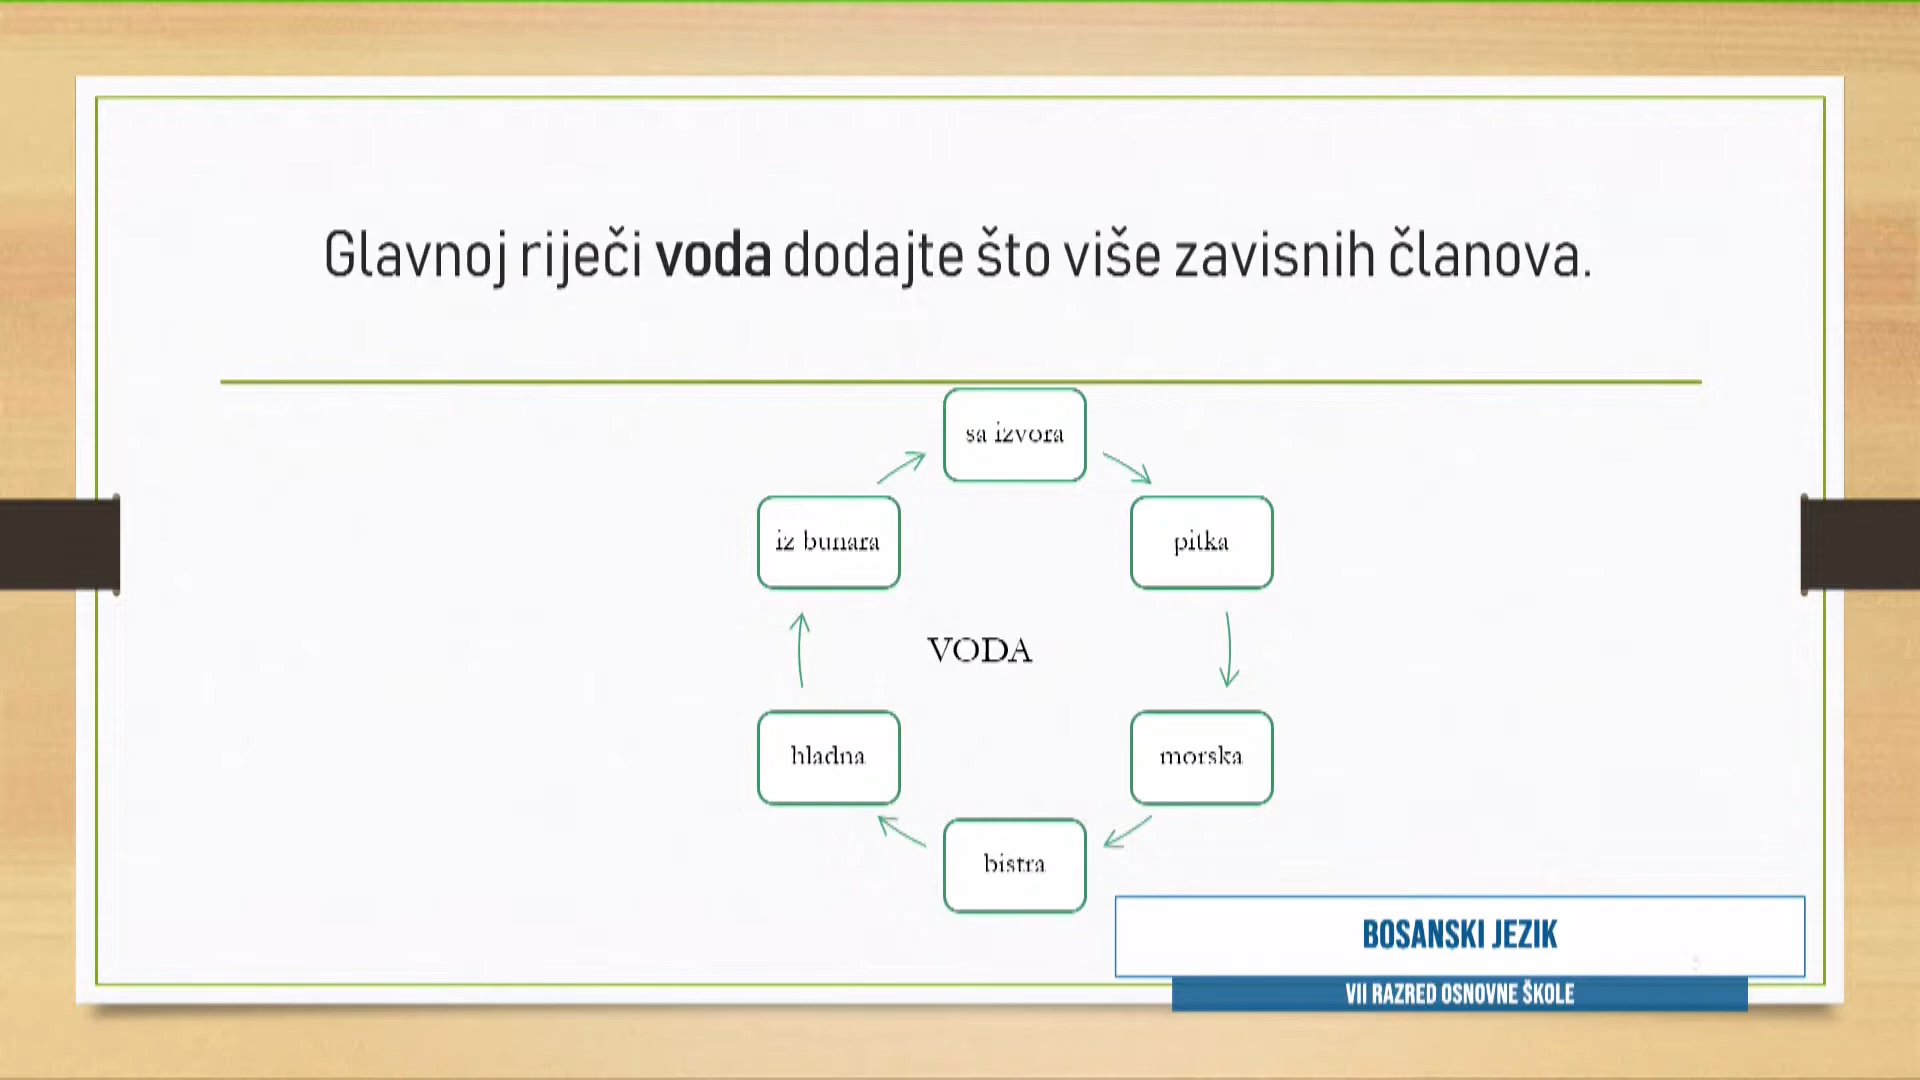 Glavnoj riječi voda dodajte što više zavisnih članova.
sa izvora
iz bunara
pitka
VODA
hladna
morska
bistra
BOSANSKI JEZIK
VII RAZRED OSNOVNE ŠKOLE